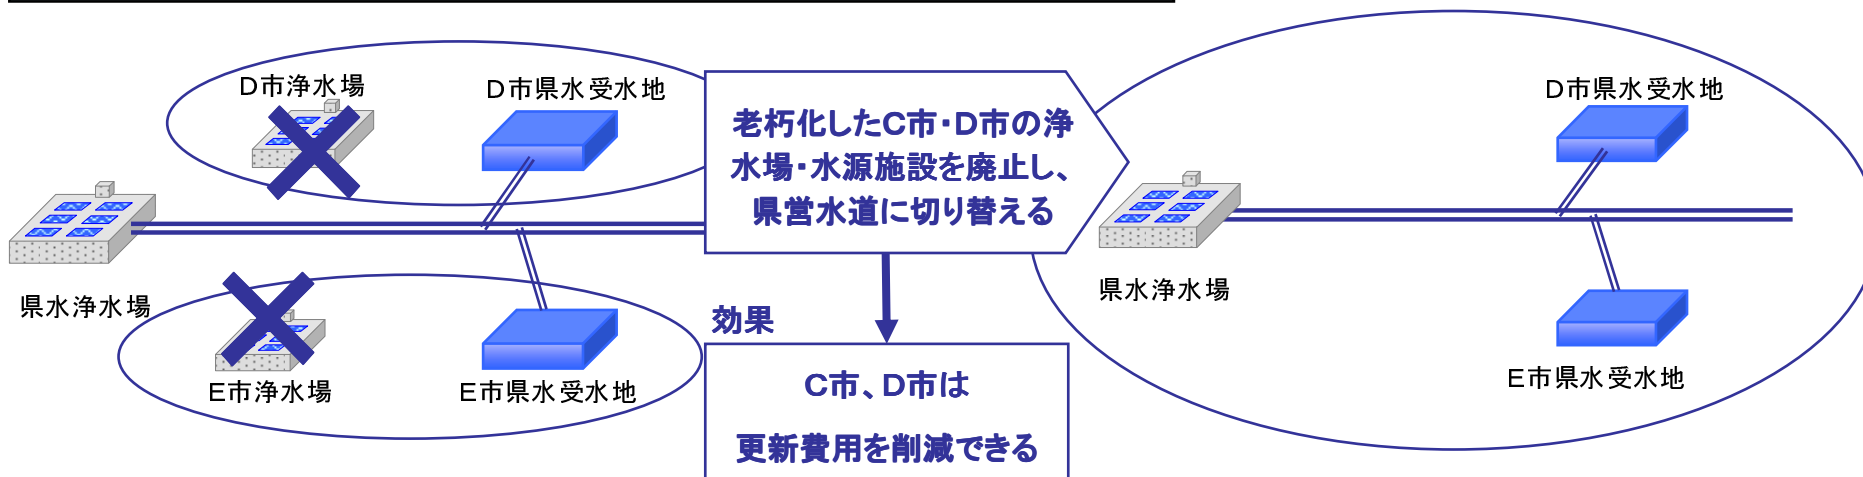 D市浄水場
D市県水受水地
県水浄水場
E市浄水場
E市県水受水地
老朽化したC市・D市の浄
水場・水源施設を廃止し、
県営水道に切り替える
効果
C市、D市は
更新費用を削減できる
D市県水受水地
県水浄水場
E市県水受水地